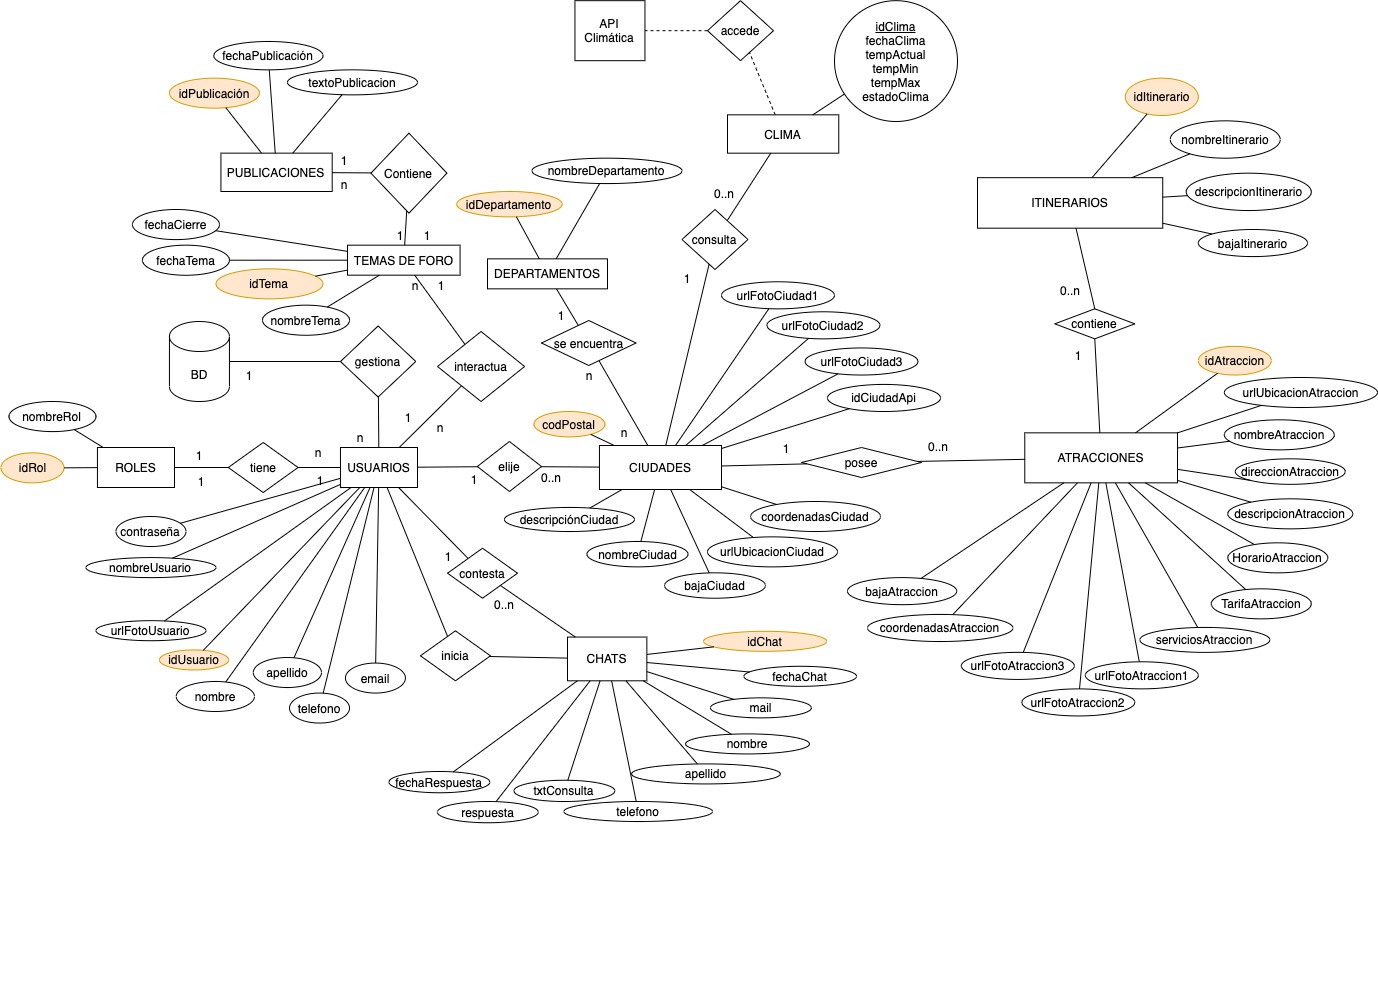 API
Climática
accede
idClima
fechaClima
tempActual
tempMin
tempMax
estadoClima
fechaPublicación
textoPublicacion
idPublicación
PUBLICACIONES
1
n
Contiene
1
1
CLIMA
0..n
consulta
1
idItinerario
nombreItinerario
descripcionItinerario
bajaItinerario
ITINERARIOS
0..n
contiene
1
nombreDepartamento
idDepartamento
DEPARTAMENTOS
1
se encuentra
n
n
fechaCierre
fechaTema
idTema
nombreTema
TEMAS DE FORO
n
1
interactua
1
n
BD
1
gestiona
n
nombreRol
idRol
ROLES
1
1
tiene
n
1
USUARIOS
1
elije
0..n
codPostal
CIUDADES
urlFotoCiudad1
urlFotoCiudad2
urlFotoCiudad3
idCiudadApi
1
posee
0..n
ATRACCIONES
idAtraccion
urlUbicacionAtraccion
nombreAtraccion
direccionAtraccion
descripcionAtraccion
HorarioAtraccion
TarifaAtraccion
serviciosAtraccion
urlFotoAtraccion1
urlFotoAtraccion2
urlFotoAtraccion3
coordenadasAtraccion
bajaAtraccion
descripciónCiudad
nombreCiudad
bajaCiudad
urlUbicacionCiudad
coordenadasCiudad
contraseña
nombreUsuario
urlFotoUsuario
idUsuario
nombre
apellido
telefono
email
1
contesta
0..n
inicia
CHATS
idChat
fechaChat
mail
nombre
apellido
telefono
txtConsulta
respuesta
fechaRespuesta